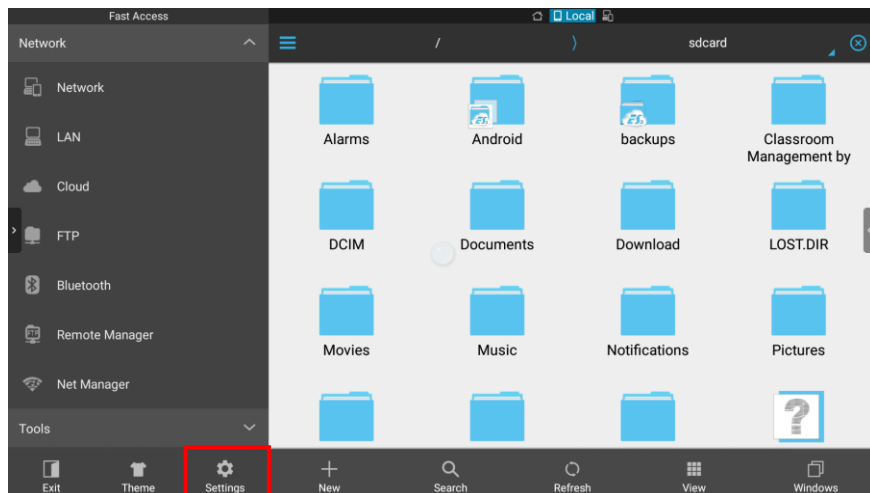 Fast Access
Local
Network
/
sdcard
Network
LAN
Cloud
FTP
Bluetooth
Remote Manager
Net Manager
Tools
Alarms
Android
backups
Classroom
Management by
DCIM
Documents
Download
LOST.DIR
Movies
Music
Notifications
Pictures
?
Exit
Theme
Settings
New
Search
Refresh
View
Windows